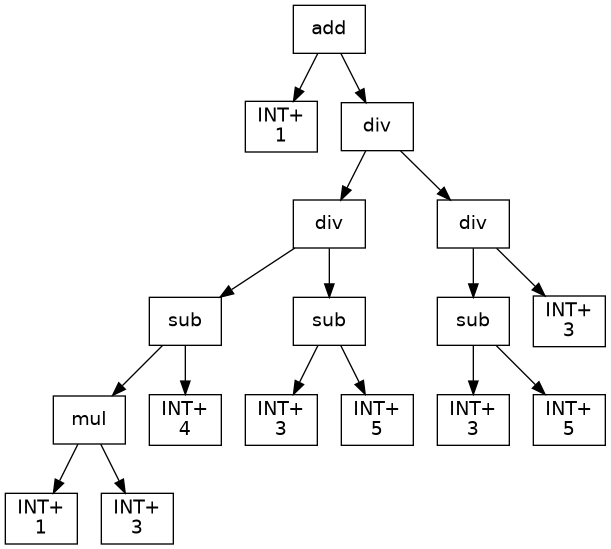 add
INT+
1
div
div
div
sub
sub
sub
INT+
3
mul
INT+
4
INT+
3
INT+
5
INT+
3
INT+
5
INT+
1
INT+
3